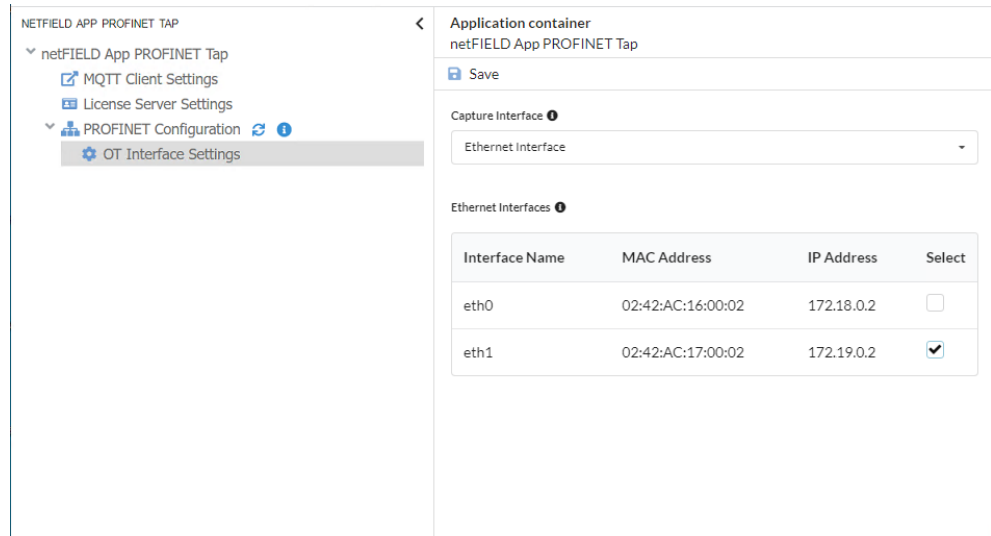 NETFIELD APP PROFINET TAP
netFIELD App PROFINET Tap
MQTT Client Settings
License Server Settings
PROFINET Configuration
OT Interface Settings
Application container
netFIELD App PROFINET Tap
Save
Capture Interface
Ethernet Interface
Ethernet Interfaces
Interface Name MAC Address IP Address Select
eth0 02:42:AC:16:00:02 172.18.0.2
eth1 02:42:AC:17:00:02 172.19.0.2